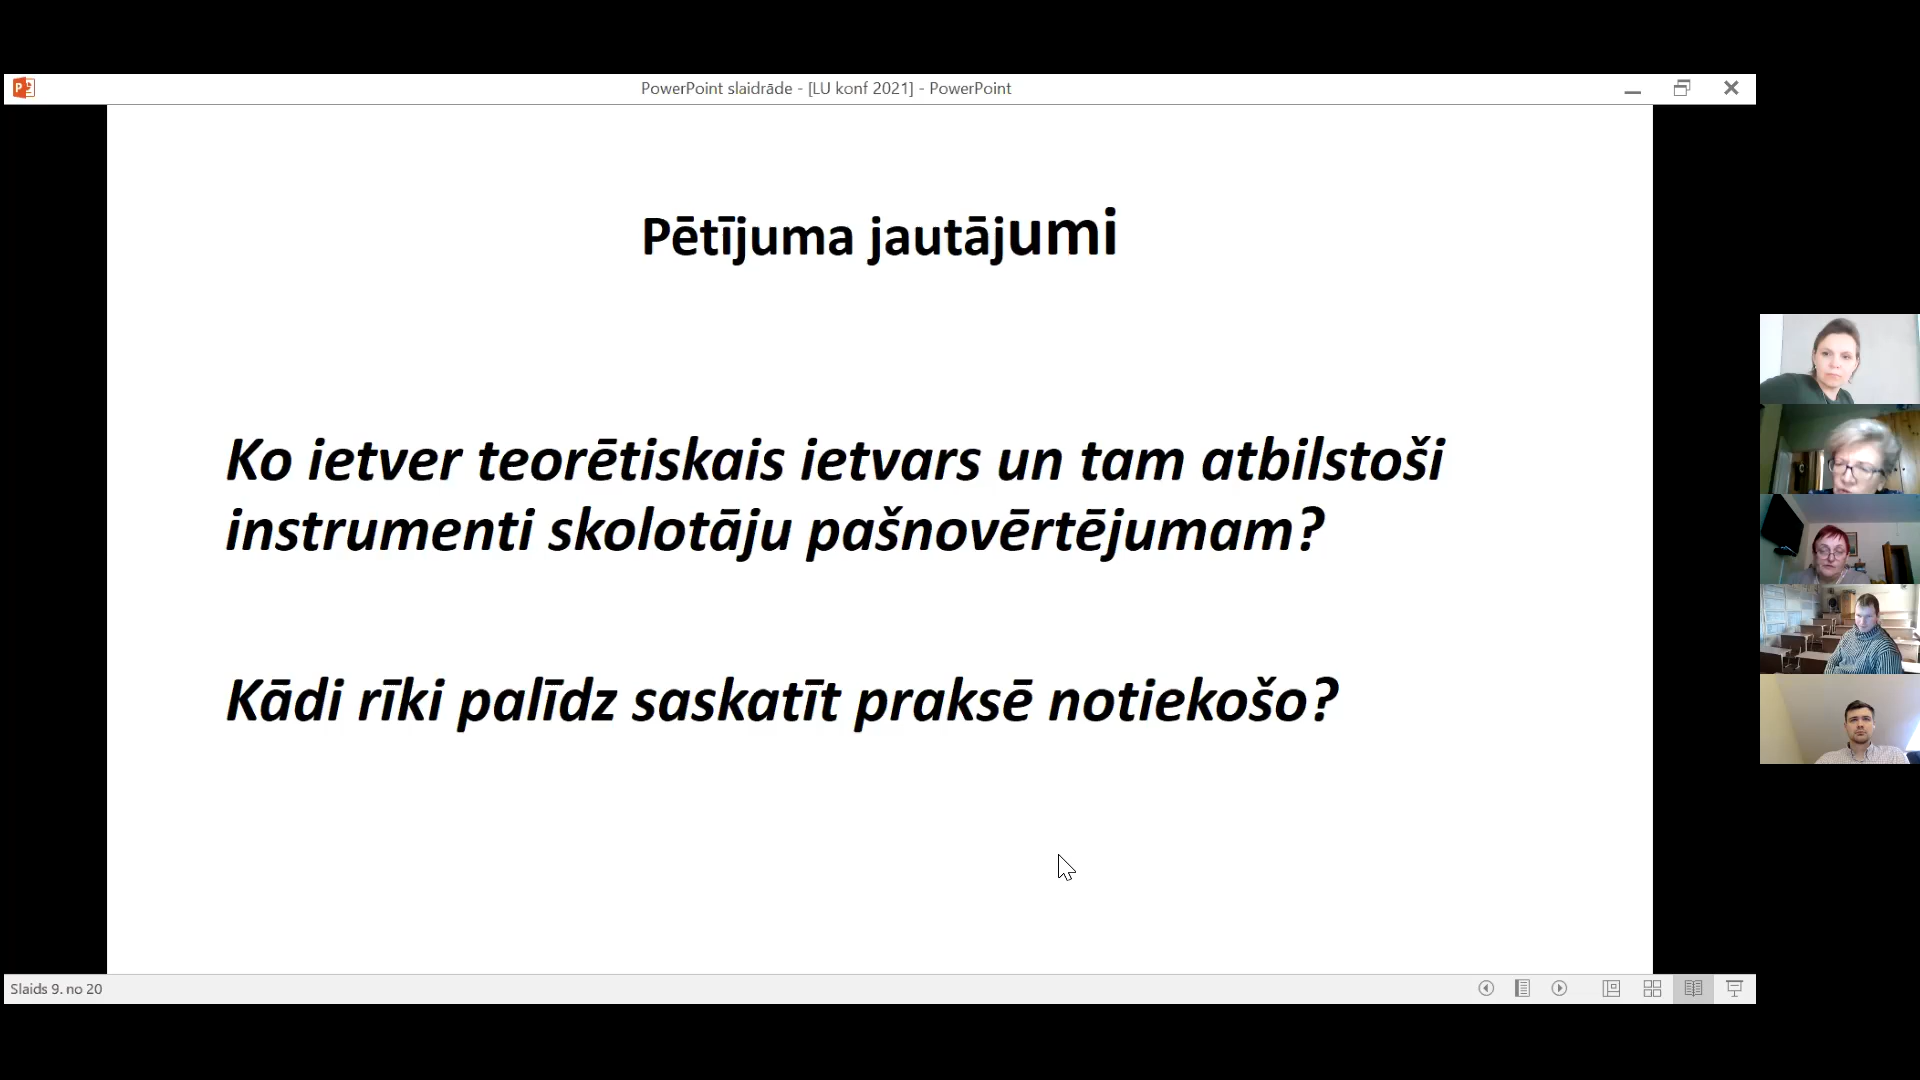 PowerPoint slaidrāde - [LU konf 2021] - PowerPoint
Pētījuma jautājumi
Ko ietver teorētiskais ietvars un tam atbilstoši
instrumenti skolotāju pašnovērtējumam?
Kādi rīki palīdz saskatīt praksē notiekošo?
Slaids 9. no 20